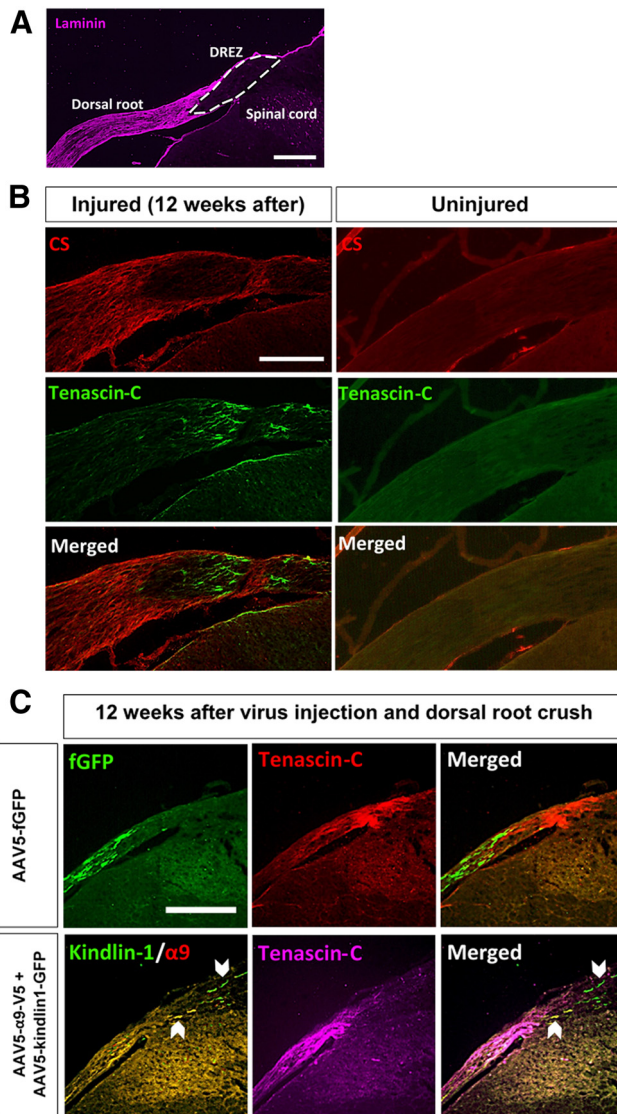 A
Laminin
DREZ
Dorsal root
Spinal cord
B
Injured (12 weeks after)
Uninjured
CS
CS
Tenascin-C
Tenascin-C
Merged
Merged
C
12 weeks after virus injection and dorsal root crush
AAV5-fGFP
fGFP
Tenascin-C
Merged
AAV5-α9-V5 +
AAV5-kindlin1-GFP
Kindlin-1/α9
Tenascin-C
Merged